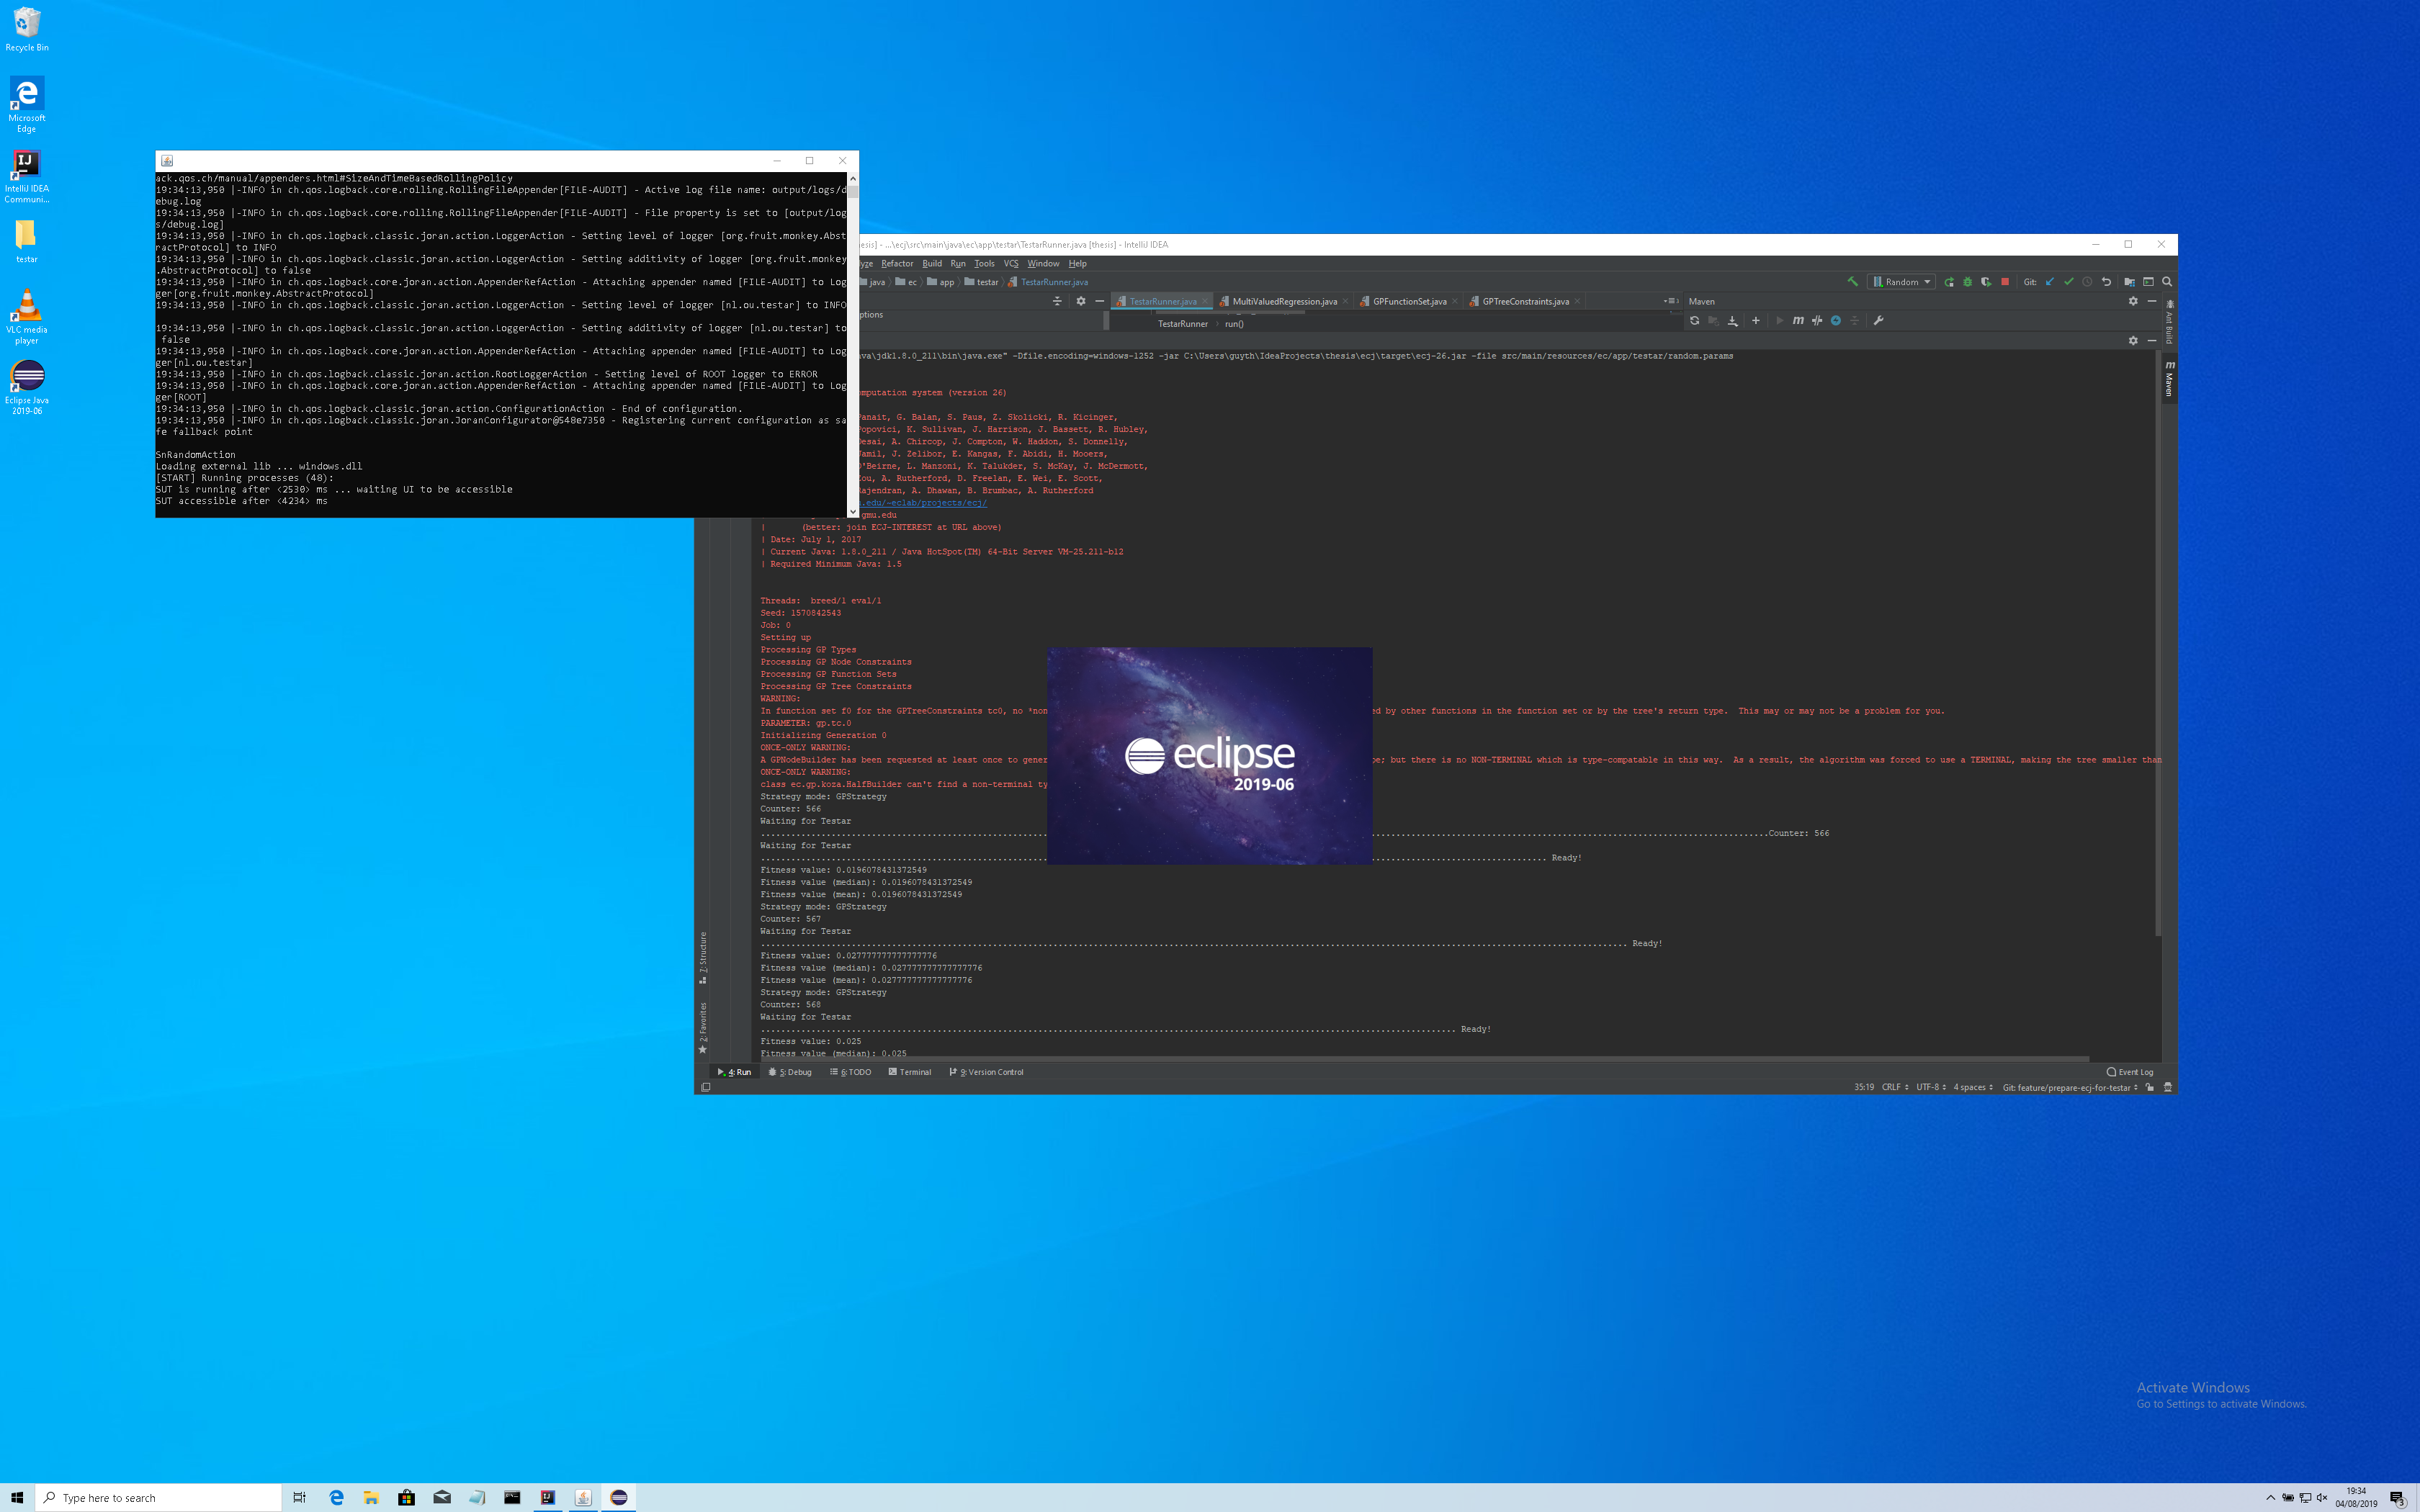 Recycle Bin
Microsoft
Edge
IntelliJ IDEA
Communi...
testar
VLC media
player
Eclipse Java
2019-06
ack.qos.ch/manual/appenders.html#SizeAndTimeBasedRollingPolicy
19:34:13,950 |-INFO in ch.qos.logback.core.rolling.RollingFileAppender[FILE-AUDIT] - Active log file name: output/logs/d
ebug.log
19:34:13,950 |-INFO in ch.qos.logback.core.rolling.RollingFileAppender[FILE-AUDIT] - File property is set to [output/log
s/debug.log]
19:34:13,950 |-INFO in ch.qos.logback.classic.joran.action.LoggerAction - Setting level of logger [org.fruit.monkey.Abst
ractProtocol] to INFO
19:34:13,950 |-INFO in ch.qos.logback.classic.joran.action.LoggerAction - Setting additivity of logger [org.fruit.monkey
.AbstractProtocol] to false
19:34:13,950 |-INFO in ch.qos.logback.core.joran.action.AppenderRefAction - Attaching appender named [FILE-AUDIT] to Log
ger[org.fruit.monkey.AbstractProtocol]
19:34:13,950 |-INFO in ch.qos.logback.classic.joran.action.LoggerAction - Setting level of logger [nl.ou.testar] to INFO
19:34:13,950 |-INFO in ch.qos.logback.classic.joran.action.LoggerAction - Setting additivity of logger [nl.ou.testar] to
false
19:34:13,950 |-INFO in ch.qos.logback.core.joran.action.AppenderRefAction - Attaching appender named [FILE-AUDIT] to Log
ger[nl.ou.testar]
19:34:13,950 |-INFO in ch.qos.logback.classic.joran.action.RootLoggerAction - Setting level of ROOT logger to ERROR
19:34:13,950 |-INFO in ch.qos.logback.core.joran.action.AppenderRefAction - Attaching appender named [FILE-AUDIT] to Log
ger[ROOT]
19:34:13,950 |-INFO in ch.qos.logback.classic.joran.action.ConfigurationAction - End of configuration.
19:34:13,950 |-INFO in ch.qos.logback.classic.joran.JoranConfigurator@548e7350 - Registering current configuration as sa
fe fallback point
SnRandomAction
Loading external lib ... windows.dll
[START] Running processes (48):
SUT is running after <2530> ms ... waiting UI to be accessible
SUT accessible after <4234> ms
esis] - ...\ecj\src\main\java\ec\app\testar\TestarRunner.java [thesis] - IntelliJ IDEA
yze Refactor Build Run Tools VCS Window Help
java ec app testar TestarRunner.java Random Git:
TestarRunner.java MultiValuedRegression.java GPFunctionSet.java GPTreeConstraints.java Maven
ptions
TestarRunner run()
Ant Build
Maven
va\jdk1.8.0_211\bin\java.exe" -Dfile.encoding=windows-1252 -jar C:\Users\guyth\IdeaProjects\thesis\ecj\target\ecj-26.jar -file src/main/resources/ec/app/testar/random.params
mputation system (version 26)
Panait, G. Balan, S. Paus, Z. Skolicki, R. Kicinger,
Popovici, K. Sullivan, J. Harrison, J. Bassett, R. Hubley,
Desai, A. Chircop, J. Compton, W. Haddon, S. Donnelly,
Jamil, J. Zelibor, E. Kangas, F. Abidi, H. Mooers,
O'Beirne, L. Manzoni, K. Talukder, S. McKay, J. McDermott,
Zou, A. Rutherford, D. Freelan, E. Wei, E. Scott,
Rajendran, A. Dhawan, B. Brumbac, A. Rutherford
.edu/~eclab/projects/ecj/
gmu.edu
| (better: join ECJ-INTEREST at URL above)
| Date: July 1, 2017
| Current Java: 1.8.0_211 / Java HotSpot(TM) 64-Bit Server VM-25.211-b12
| Required Minimum Java: 1.5
Threads: breed/1 eval/1
Seed: 1570842543
Job: 0
Setting up
Processing GP Types
Processing GP Node Constraints
Processing GP Function Sets
Processing GP Tree Constraints
WARNING:
In function set f0 for the GPTreeConstraints tc0, no *non ed by other functions in the function set or by the tree's return type. This may or may not be a problem for you.
PARAMETER: gp.tc.0
Initializing Generation 0
ONCE-ONLY WARNING:
A GPNodeBuilder has been requested at least once to gener pe; but there is no NON-TERMINAL which is type-compatable in this way. As a result, the algorithm was forced to use a TERMINAL, making the tree smaller than
ONCE-ONLY WARNING:
class ec.gp.koza.HalfBuilder can't find a non-terminal ty
Strategy mode: GPStrategy
Counter: 566
Waiting for Testar
Counter: 566
Waiting for Testar
Ready!
Fitness value: 0.0196078431372549
Fitness value (median): 0.0196078431372549
Fitness value (mean): 0.0196078431372549
Strategy mode: GPStrategy
Counter: 567
Waiting for Testar
Ready!
Fitness value: 0.027777777777777776
Fitness value (median): 0.027777777777777776
Fitness value (mean): 0.027777777777777776
Strategy mode: GPStrategy
Counter: 568
Waiting for Testar
Ready!
Fitness value: 0.025
Fitness value (median): 0.025
eclipse
2019-06
7: Structure
2: Favorites
4: Run 5: Debug 6: TODO Terminal 9: Version Control Event Log
35:19 CRLF UTF-8 4 spaces Git: feature/prepare-ecj-for-testar
Activate Windows
Go to Settings to activate Windows.
Type here to search
19:34
04/08/2019
3